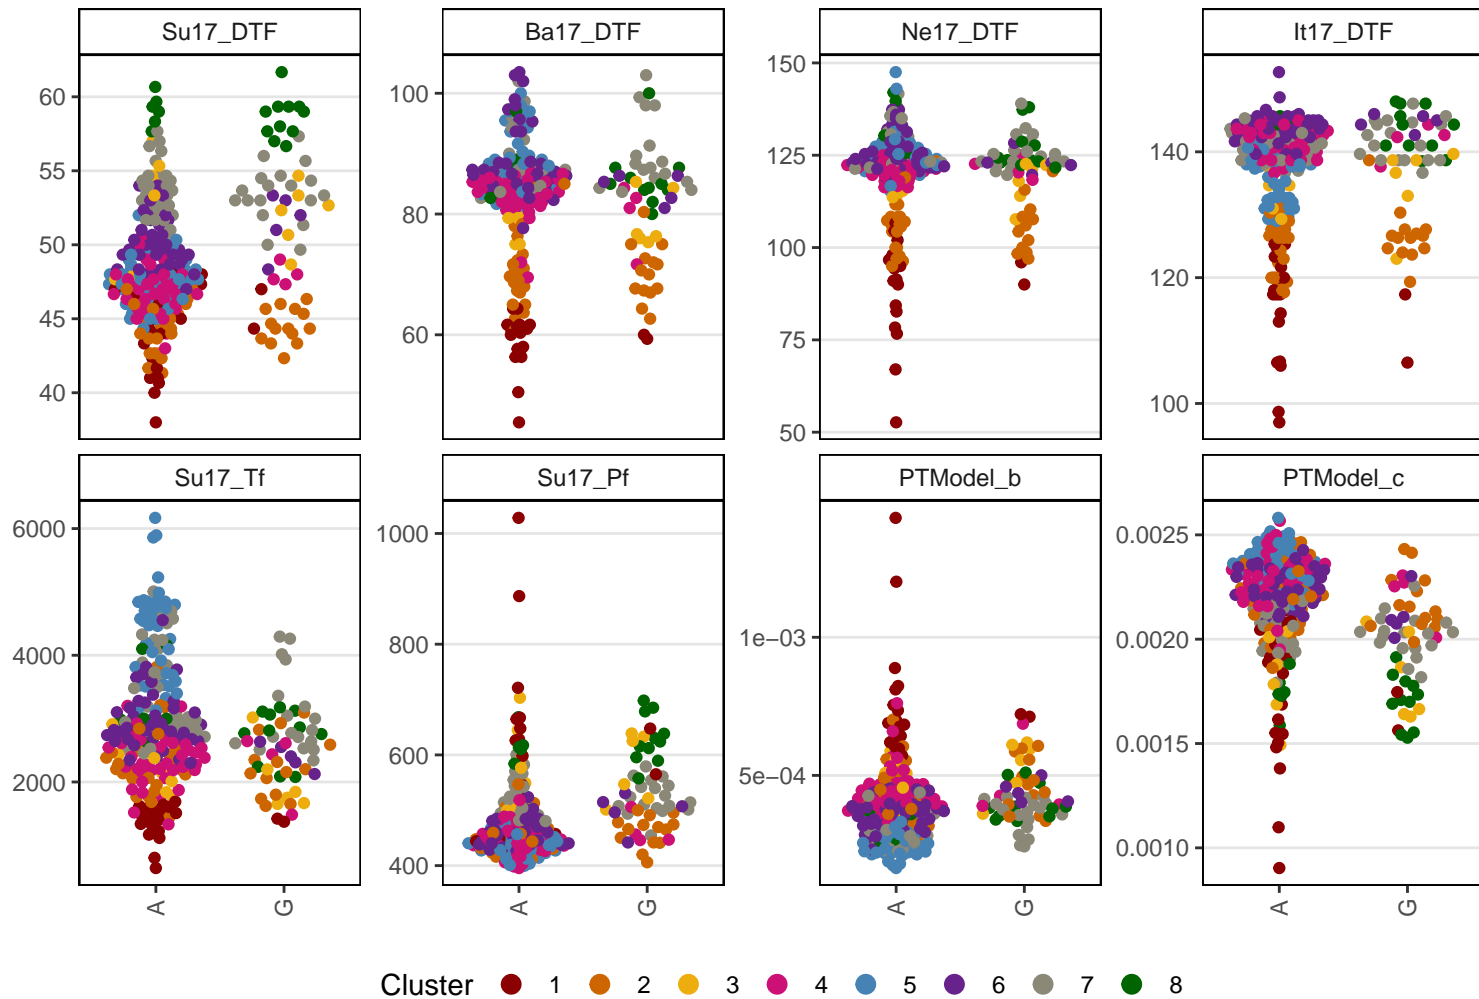 Su17_DTF
Ba17_DTF
Ne17_DTF
It17_DTF
60
55
50
45
40
100
80
60
150
125
100
75
50
140
120
100
Su17_Tf
Su17_Pf
PTModel_b
PTModel_c
6000
4000
2000
1000
800
600
400
1e−03
5e−04
0.0025
0.0020
0.0015
0.0010
A
G
A
G
A
G
A
G
Cluster 1 2 3 4 5 6 7 8